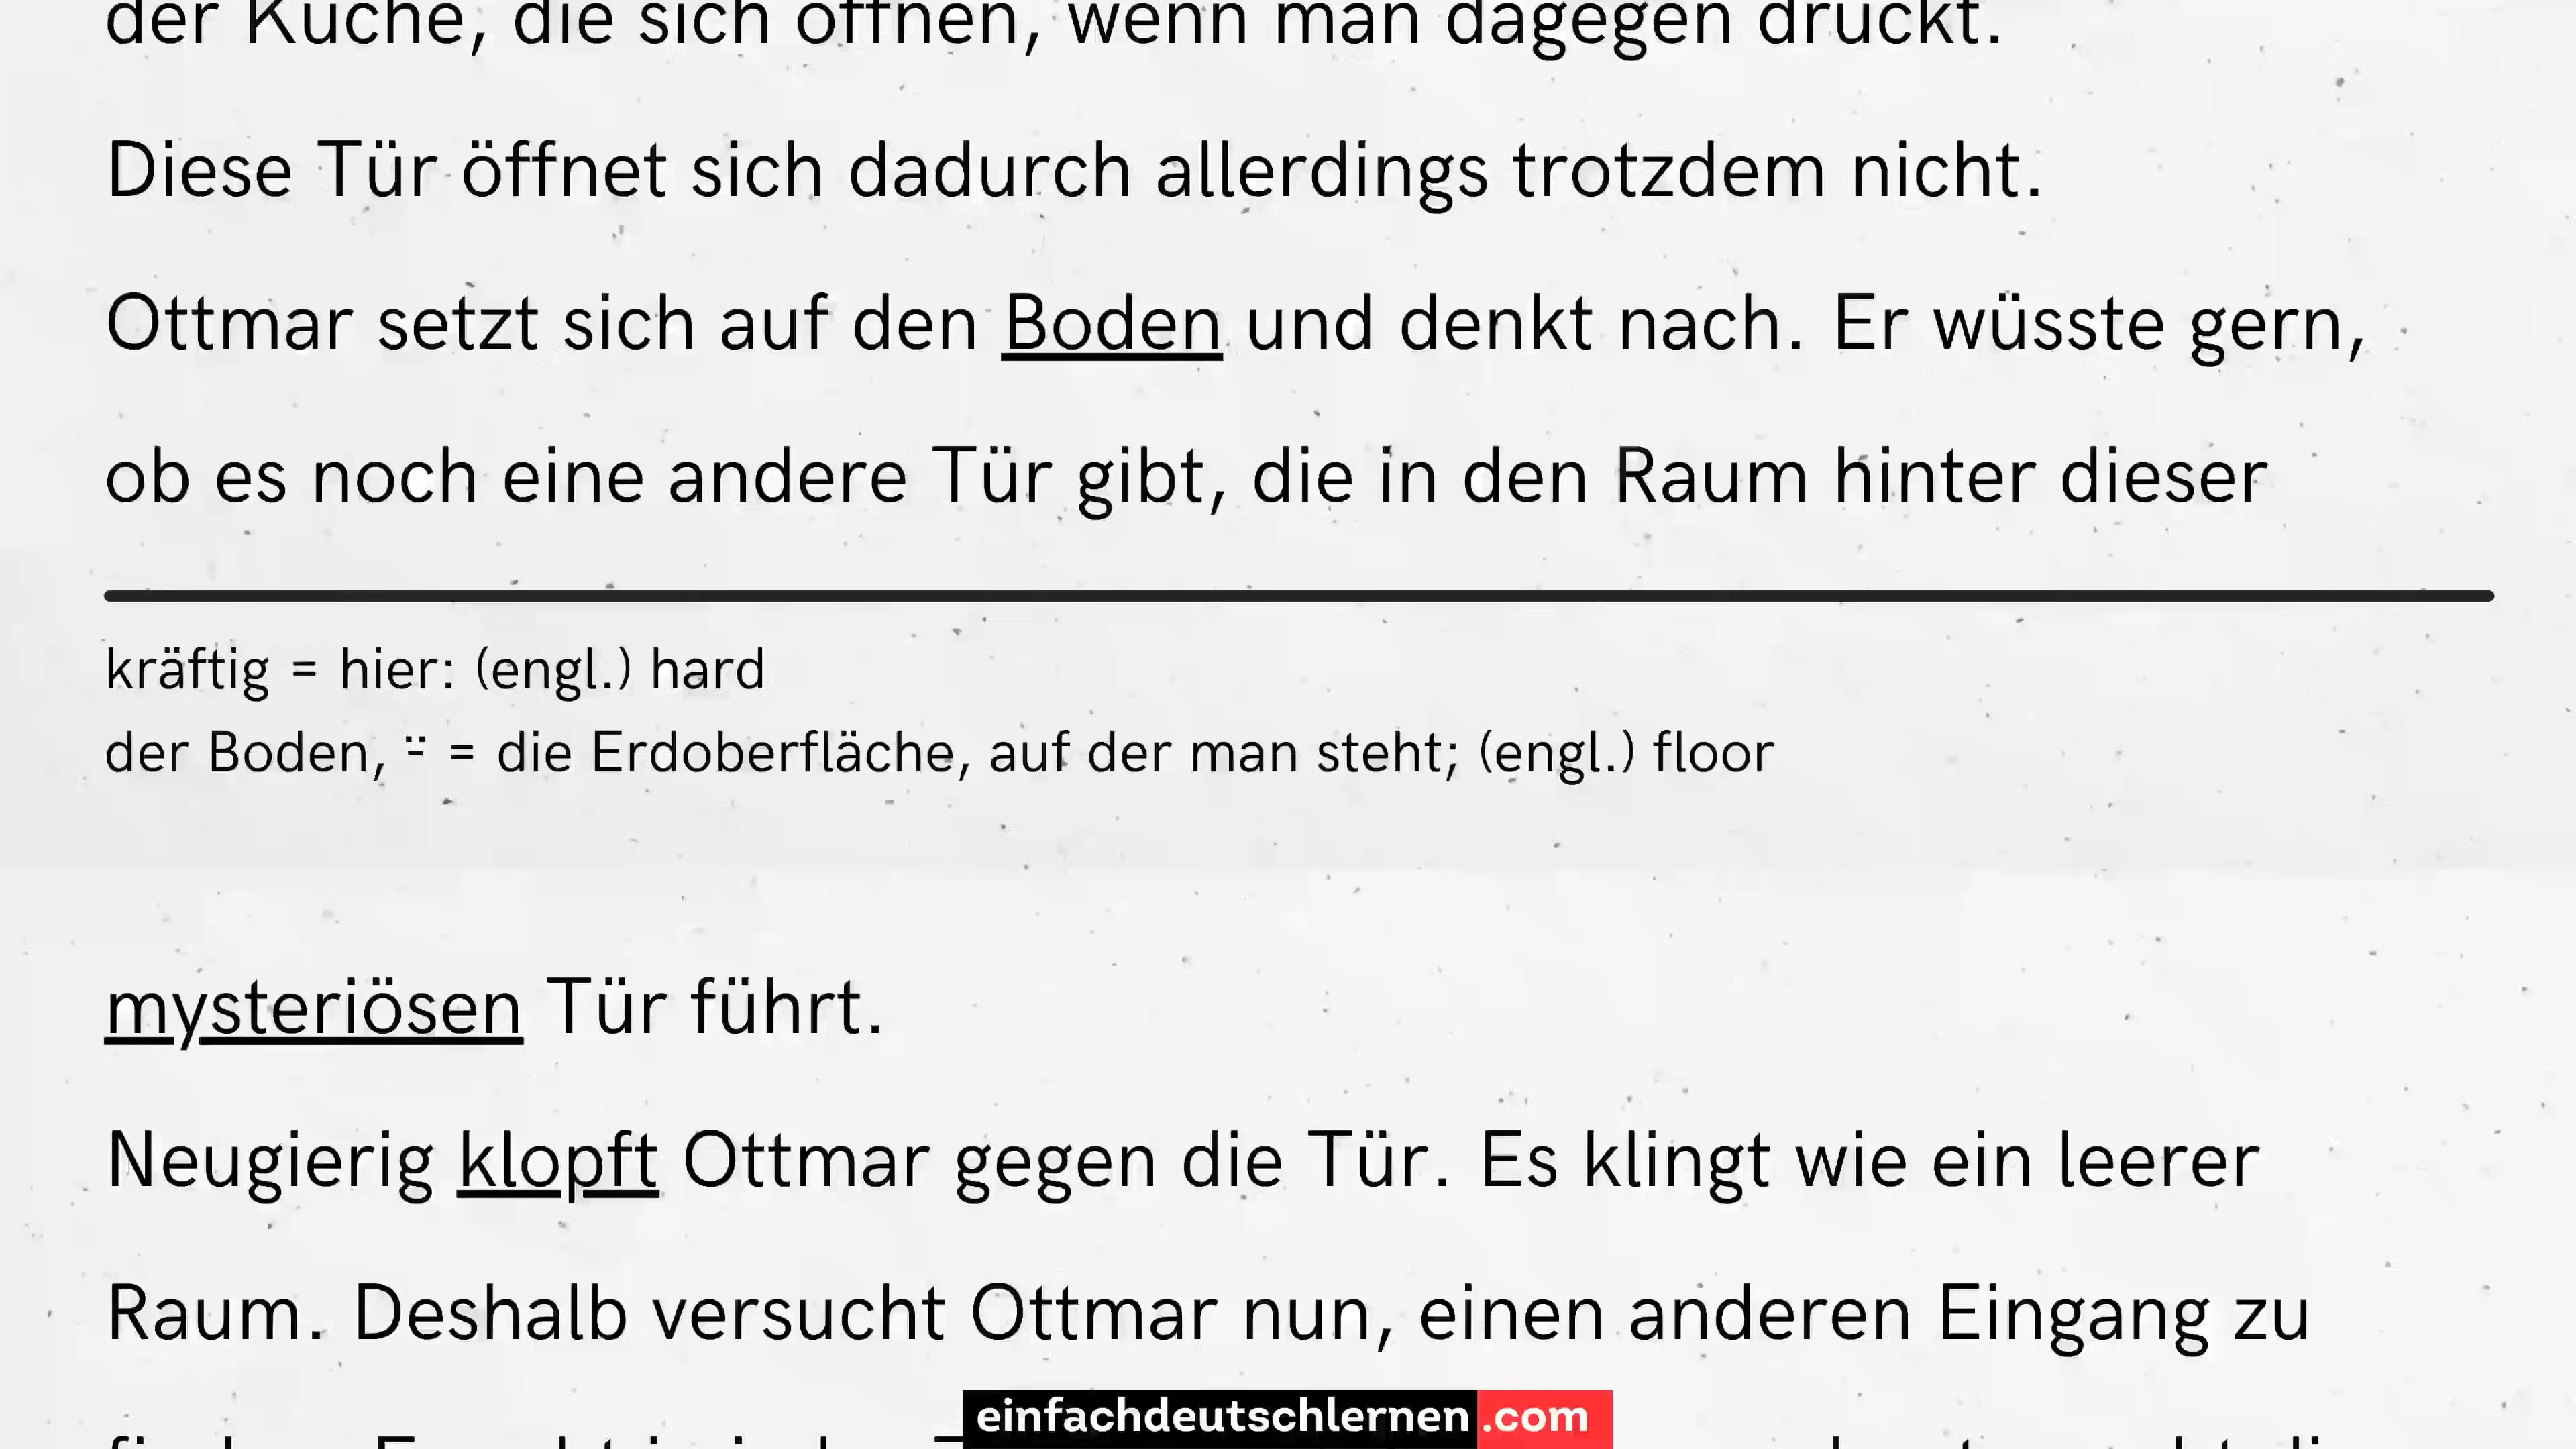 der Küche, die sich öffnen, wenn man dagegen drückt.
Diese Tür öffnet sich dadurch allerdings trotzdem nicht.
Ottmar setzt sich auf den Boden und denkt nach. Er wüsste gern,
ob es noch eine andere Tür gibt, die in den Raum hinter dieser
kräftig = hier: (engl.) hard
der Boden, ¨- = die Erdoberfläche, auf der man steht; (engl.) floor
mysteriösen Tür führt.
Neugierig klopft Ottmar gegen die Tür. Es klingt wie ein leerer
Raum. Deshalb versucht Ottmar nun, einen anderen Eingang zu
einfachdeutschlernen.com